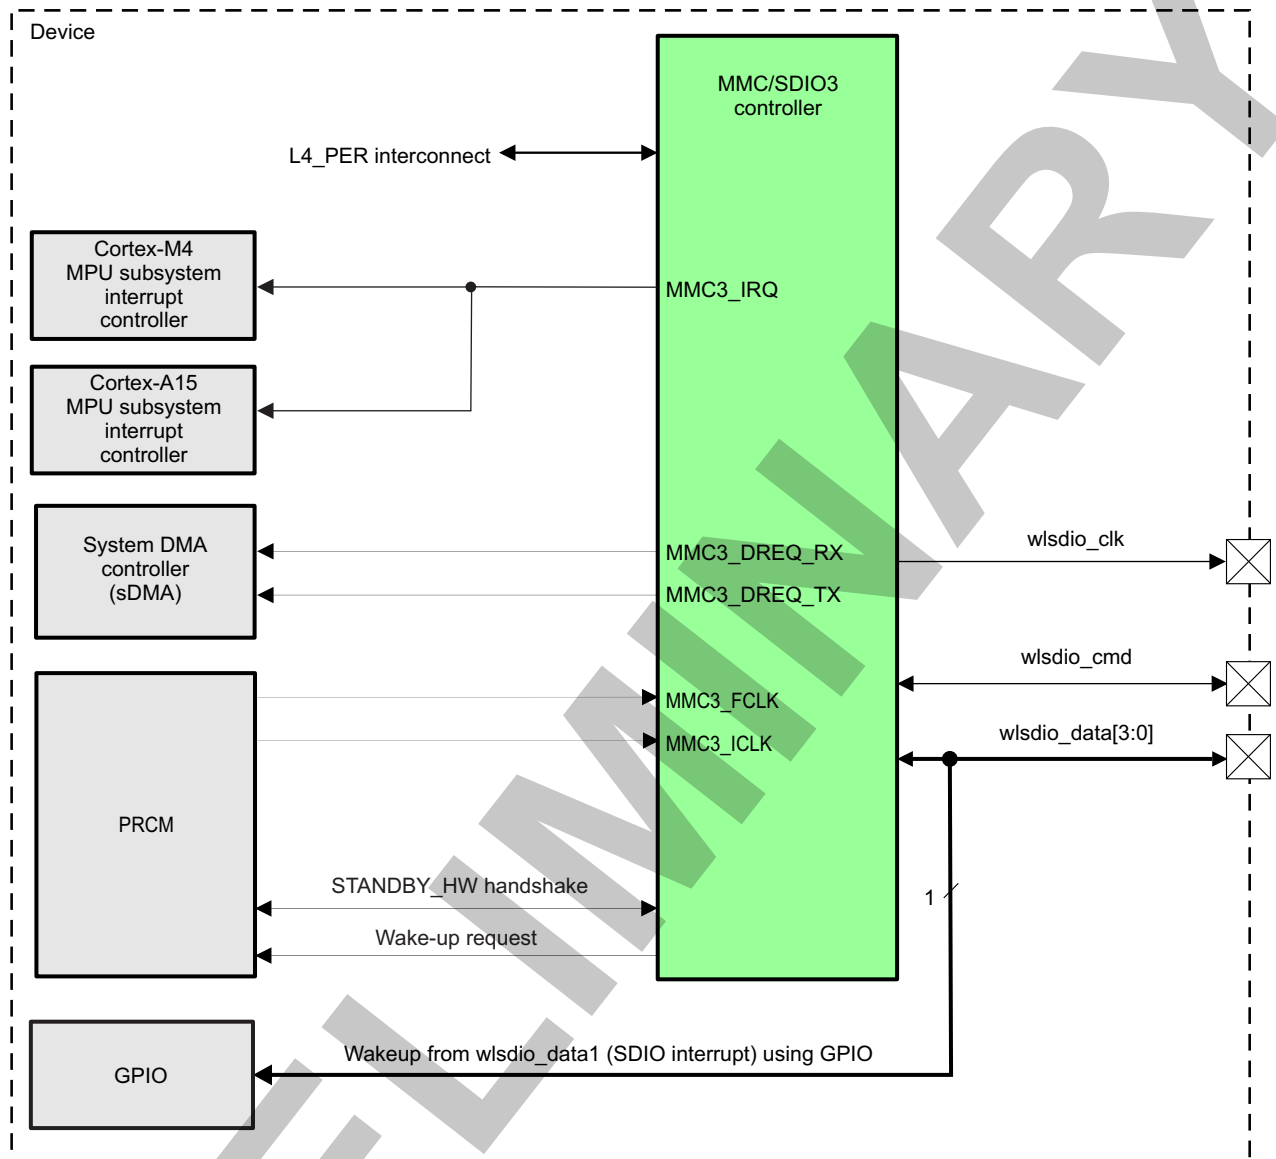 Device
MMC/SDIO3
controller
L4_PER interconnect
Cortex-M4
MPU subsystem
interrupt
controller
MMC3_IRQ
Cortex-A15
MPU subsystem
interrupt
controller
System DMA
controller
(sDMA)
MMC3_DREQ_RX
MMC3_DREQ_TX
wlsdio_clk
wlsdio_cmd
MMC3_FCLK
MMC3_ICLK
wlsdio_data[3:0]
PRCM
STANDBY_HW handshake
1
Wake-up request
Wakeup from wlsdio_data1 (SDIO interrupt) using GPIO
GPIO
ELIMINARY